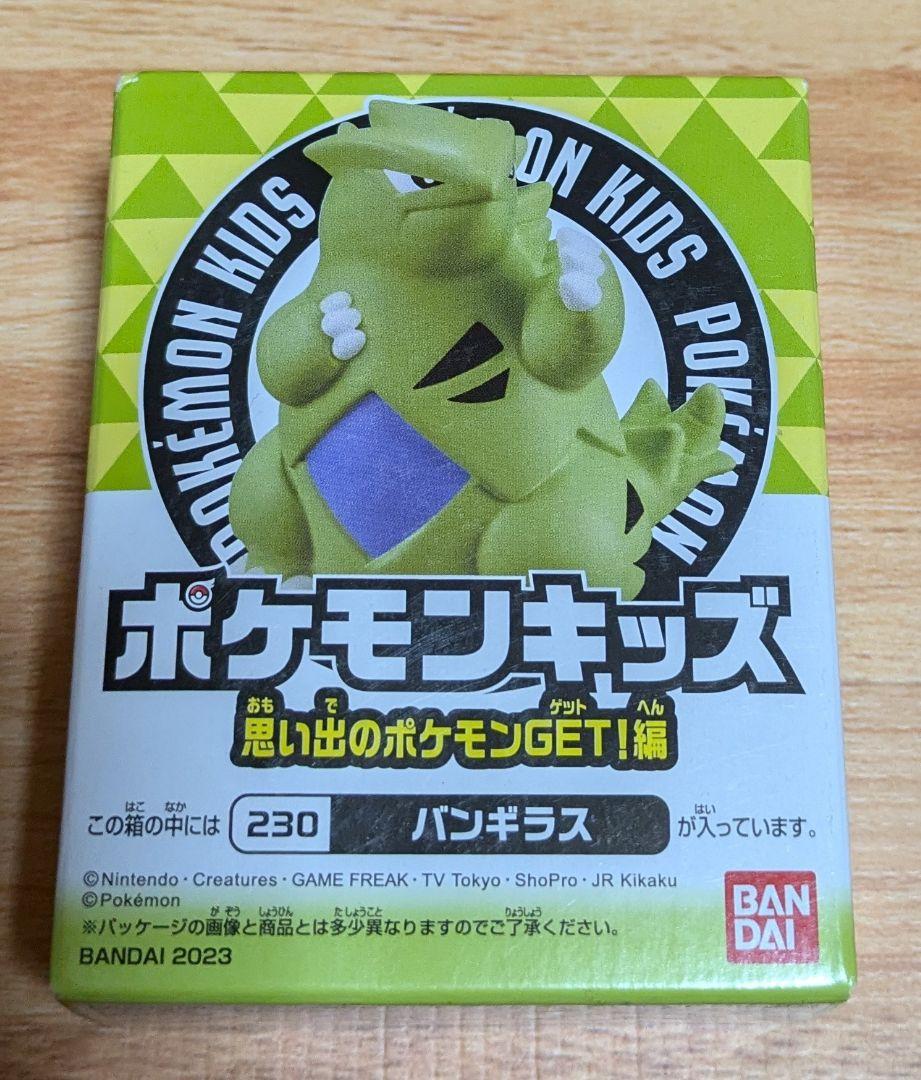 POKÉMON KIDS POKÉMON KIDS POKÉMON
ポケモンキッズ
おも で ゲット へん
思い出のポケモンGET!編
はこ なか はい
この箱の中には 230 バンギラス が入っています。
©Nintendo・Creatures・GAME FREAK・TV Tokyo・ShoPro・JR Kikaku
©Pokémon
が ぞう しょうひん たしょうこと りょうしょう
※パッケージの画像と商品とは多少異なりますのでご了承ください。
BANDAI 2023
BAN
DAI